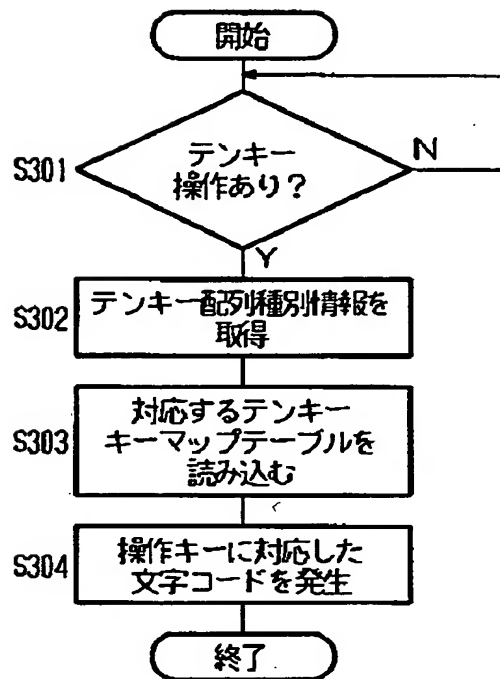 開始
S301
テンキー
操作あり?
N
Y
S302
テンキー配列種別情報を
取得
S303
対応するテンキー
キーマップテーブルを
読み込む
S304
操作キーに対応した
文字コードを発生
終了